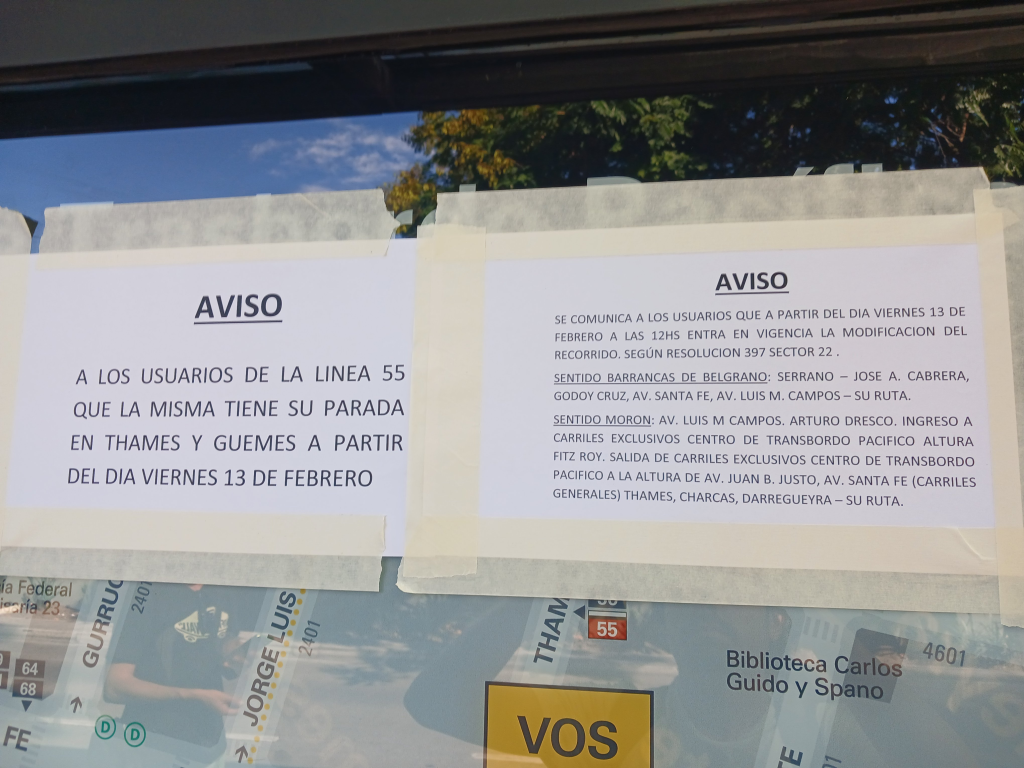 AVISO
A LOS USUARIOS DE LA LINEA 55
QUE LA MISMA TIENE SU PARADA
EN THAMES Y GUEMES A PARTIR
DEL DIA VIERNES 13 DE FEBRERO
AVISO
SE COMUNICA A LOS USUARIOS QUE A PARTIR DEL DIA VIERNES 13 DE
FEBRERO A LAS 12HS ENTRA EN VIGENCIA LA MODIFICACION DEL
RECORRIDO. SEGÚN RESOLUCION 397 SECTOR 22 .
SENTIDO BARRANCAS DE BELGRANO: SERRANO – JOSE A. CABRERA,
GODOY CRUZ, AV. SANTA FE, AV. LUIS M. CAMPOS – SU RUTA.
SENTIDO MORON: AV. LUIS M CAMPOS. ARTURO DRESCO. INGRESO A
CARRILES EXCLUSIVOS CENTRO DE TRANSBORDO PACIFICO ALTURA
FITZ ROY. SALIDA DE CARRILES EXCLUSIVOS CENTRO DE TRANSBORDO
PACIFICO A LA ALTURA DE AV. JUAN B. JUSTO, AV. SANTA FE (CARRILES
GENERALES) THAMES, CHARCAS, DARREGUEYRA – SU RUTA.
ía Federal
23
GURRUC
2401
JORGE LUIS
2401
THAM
55
64
68
D D
FE
VOS
Biblioteca Carlos
Guido y Spano
4601
TE
01